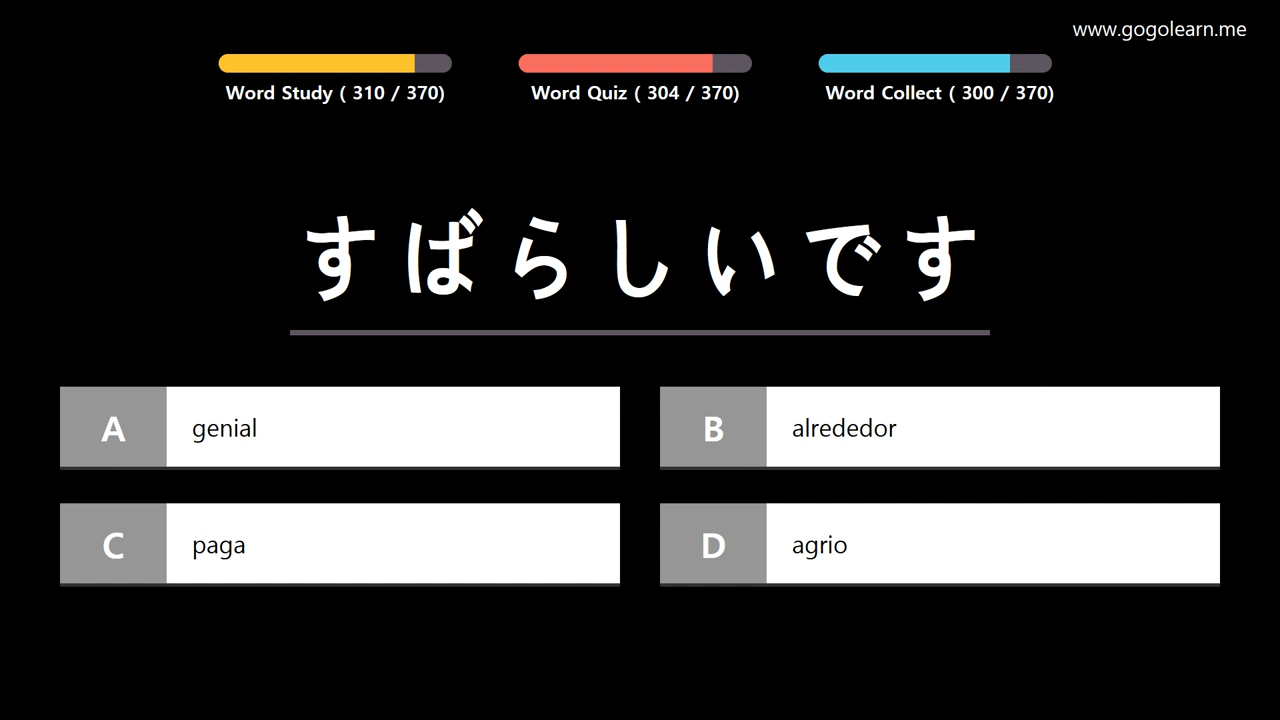 www.gogolearn.me
Word Study ( 310 / 370)
Word Quiz ( 304 / 370)
Word Collect ( 300 / 370)
すばらしいです
A genial
B alrededor
C paga
D agrio